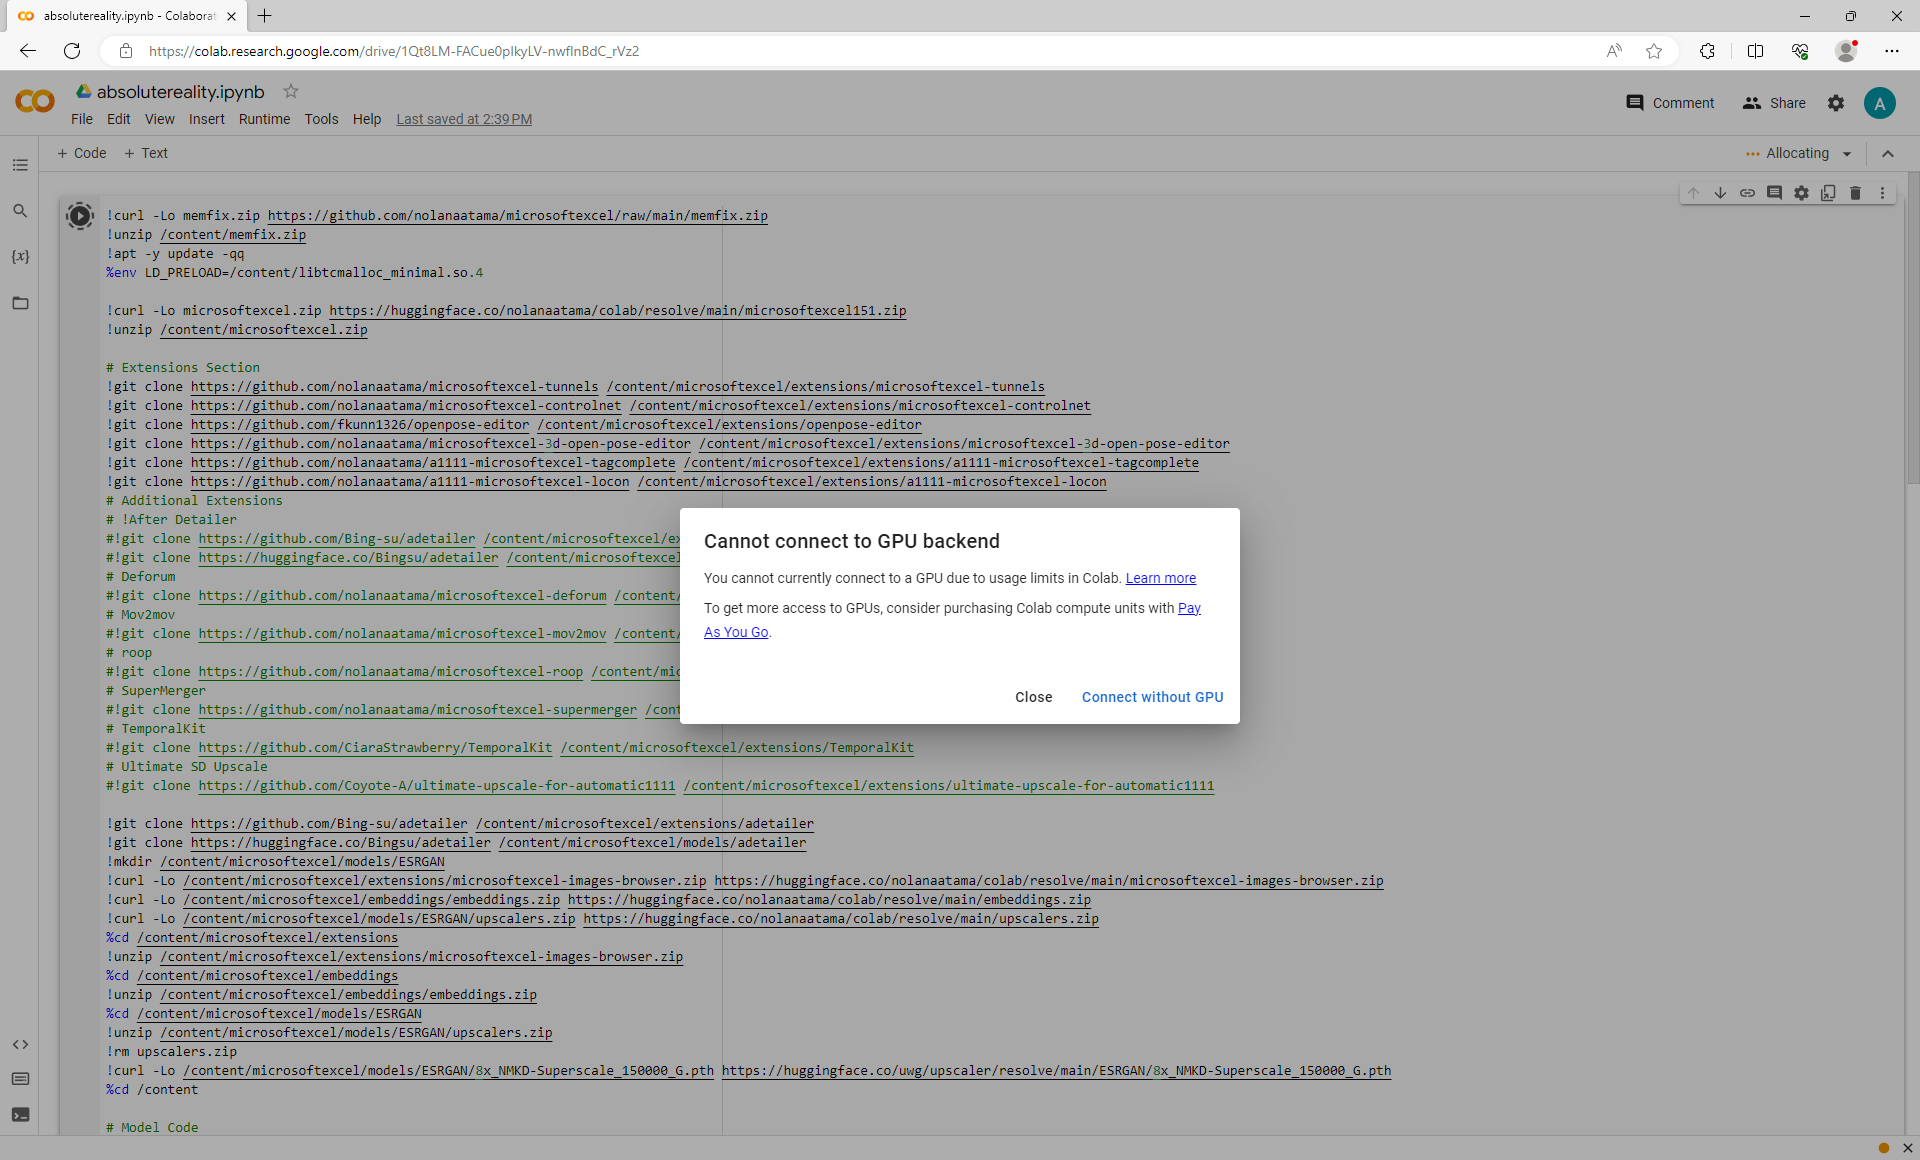 absolutereality.ipynb - Colaborat
https://colab.research.google.com/drive/1Qt8LM-FACue0pIkyLV-nwfInBdC_rVz2
absolutereality.ipynb
Comment Share A
File Edit View Insert Runtime Tools Help Last saved at 2:39 PM
+ Code + Text Allocating
!curl -Lo memfix.zip https://github.com/nolanaatama/microsoftexcel/raw/main/memfix.zip
!unzip /content/memfix.zip
!apt -y update -qq
%env LD_PRELOAD=/content/libtcmalloc_minimal.so.4
!curl -Lo microsoftexcel.zip https://huggingface.co/nolanaatama/colab/resolve/main/microsoftexcel151.zip
!unzip /content/microsoftexcel.zip
# Extensions Section
!git clone https://github.com/nolanaatama/microsoftexcel-tunnels /content/microsoftexcel/extensions/microsoftexcel-tunnels
!git clone https://github.com/nolanaatama/microsoftexcel-controlnet /content/microsoftexcel/extensions/microsoftexcel-controlnet
!git clone https://github.com/fkunn1326/openpose-editor /content/microsoftexcel/extensions/openpose-editor
!git clone https://github.com/nolanaatama/microsoftexcel-3d-open-pose-editor /content/microsoftexcel/extensions/microsoftexcel-3d-open-pose-editor
!git clone https://github.com/nolanaatama/a1111-microsoftexcel-tagcomplete /content/microsoftexcel/extensions/a1111-microsoftexcel-tagcomplete
!git clone https://github.com/nolanaatama/a1111-microsoftexcel-locon /content/microsoftexcel/extensions/a1111-microsoftexcel-locon
# Additional Extensions
# !After Detailer
#!git clone https://github.com/Bing-su/adetailer /content/microsoftexcel/ex
#!git clone https://huggingface.co/Bingsu/adetailer /content/microsoftexcel
# Deforum
#!git clone https://github.com/nolanaatama/microsoftexcel-deforum /content/
# Mov2mov
#!git clone https://github.com/nolanaatama/microsoftexcel-mov2mov /content/
# roop
#!git clone https://github.com/nolanaatama/microsoftexcel-roop /content/mic
# SuperMerger
#!git clone https://github.com/nolanaatama/microsoftexcel-supermerger /cont
# TemporalKit
#!git clone https://github.com/CiaraStrawberry/TemporalKit /content/microsoftexcel/extensions/TemporalKit
# Ultimate SD Upscale
#!git clone https://github.com/Coyote-A/ultimate-upscale-for-automatic1111 /content/microsoftexcel/extensions/ultimate-upscale-for-automatic1111
!git clone https://github.com/Bing-su/adetailer /content/microsoftexcel/extensions/adetailer
!git clone https://huggingface.co/Bingsu/adetailer /content/microsoftexcel/models/adetailer
!mkdir /content/microsoftexcel/models/ESRGAN
!curl -Lo /content/microsoftexcel/extensions/microsoftexcel-images-browser.zip https://huggingface.co/nolanaatama/colab/resolve/main/microsoftexcel-images-browser.zip
!curl -Lo /content/microsoftexcel/embeddings/embeddings.zip https://huggingface.co/nolanaatama/colab/resolve/main/embeddings.zip
!curl -Lo /content/microsoftexcel/models/ESRGAN/upscalers.zip https://huggingface.co/nolanaatama/colab/resolve/main/upscalers.zip
%cd /content/microsoftexcel/extensions
!unzip /content/microsoftexcel/extensions/microsoftexcel-images-browser.zip
%cd /content/microsoftexcel/embeddings
!unzip /content/microsoftexcel/embeddings/embeddings.zip
%cd /content/microsoftexcel/models/ESRGAN
!unzip /content/microsoftexcel/models/ESRGAN/upscalers.zip
!rm upscalers.zip
!curl -Lo /content/microsoftexcel/models/ESRGAN/8x_NMKD-Superscale_150000_G.pth https://huggingface.co/uwg/upscaler/resolve/main/ESRGAN/8x_NMKD-Superscale_150000_G.pth
%cd /content
# Model Code
Cannot connect to GPU backend
You cannot currently connect to a GPU due to usage limits in Colab. Learn more
To get more access to GPUs, consider purchasing Colab compute units with Pay
As You Go.
Close Connect without GPU